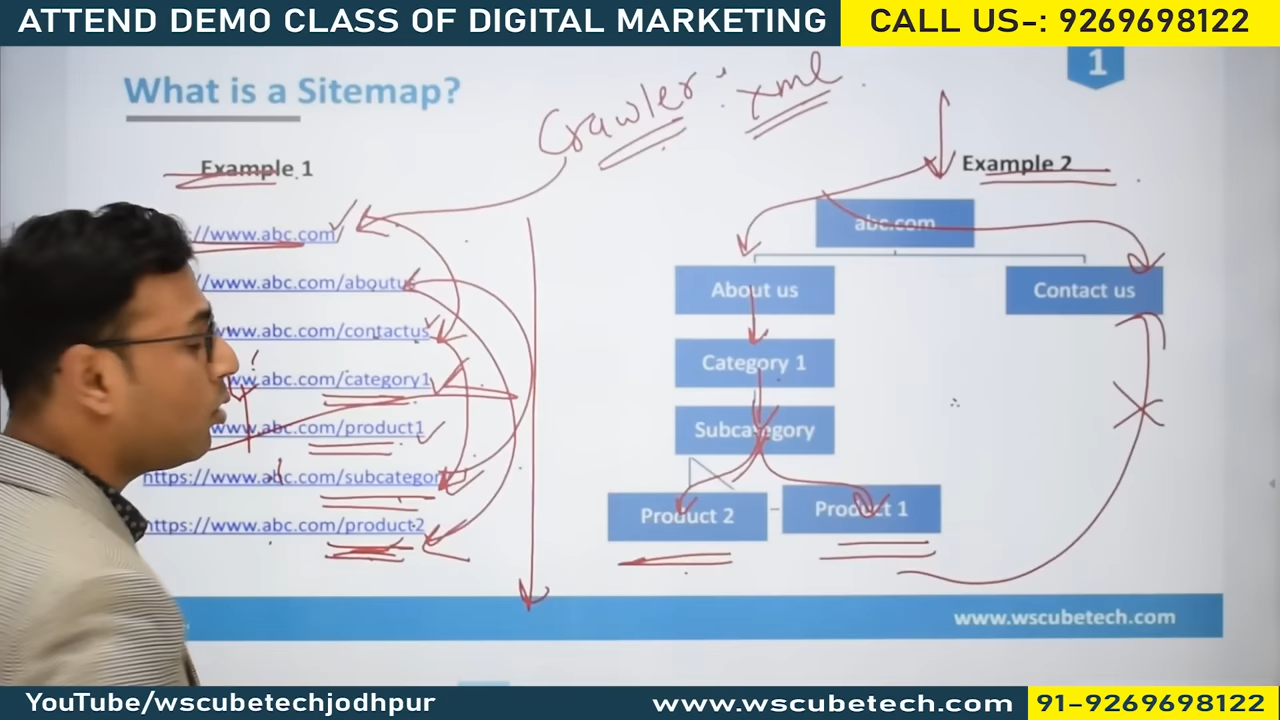 ATTEND DEMO CLASS OF DIGITAL MARKETING
CALL US-: 9269698122
What is a Sitemap?
Crawler : xml
1
Example 1
Example 2
//www.abc.com/
//www.abc.com/aboutu
www.abc.com/contactus
ww.abc.com/category1
www.abc.com/product1
https://www.abc.com/subcategor
https://www.abc.com/product2
abc.com
About us
Contact us
Category 1
Subcategory
Product 2
Product 1
www.wscubetech.com
YouTube/wscubetechjodhpur
www.wscubetech.com
91-9269698122